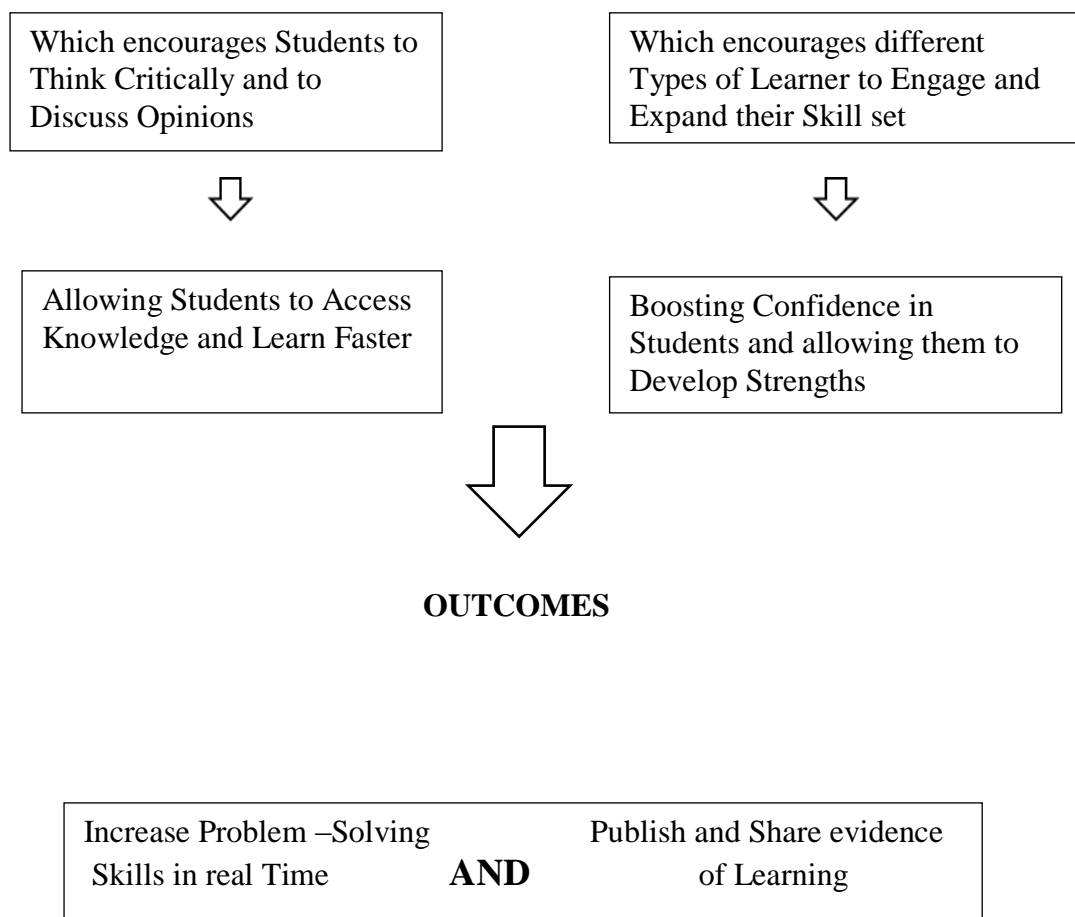 Which encourages Students to
Think Critically and to
Discuss Opinions
Which encourages different
Types of Learner to Engage and
Expand their Skill set
Allowing Students to Access
Knowledge and Learn Faster
Boosting Confidence in
Students and allowing them to
Develop Strengths
OUTCOMES
Increase Problem –Solving
Skills in real Time
AND
Publish and Share evidence
of Learning